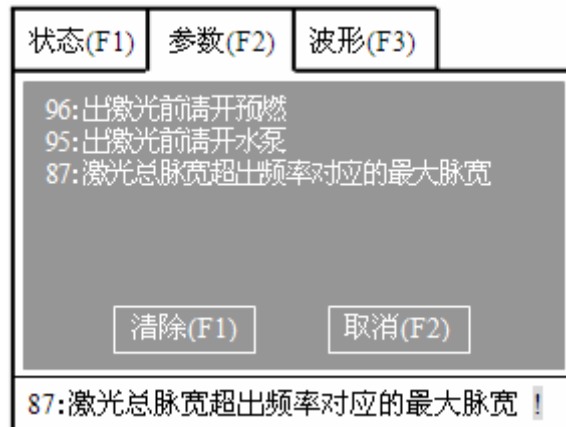 状态(F1) 参数(F2) 波形(F3)
96:出激光前请开预燃
95:出激光前请开水泵
87:激光总脉宽超出频率对应的最大脉宽
清除(F1) 取消(F2)
87:激光总脉宽超出频率对应的最大脉宽 !